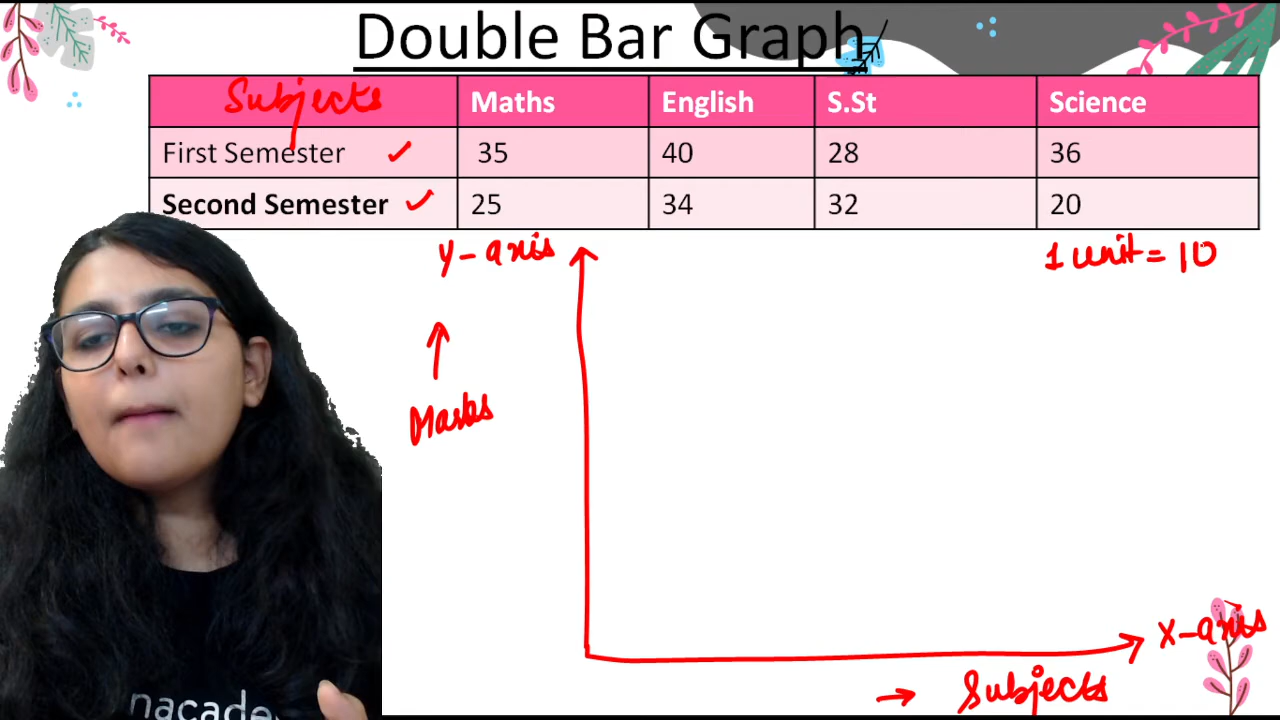 Double Bar Graph
Subjects Maths English S.St Science
First Semester 35 40 28 36
Second Semester 25 34 32 20
Y-axis
1 unit = 10
Marks
X-axis
Subjects
nacade